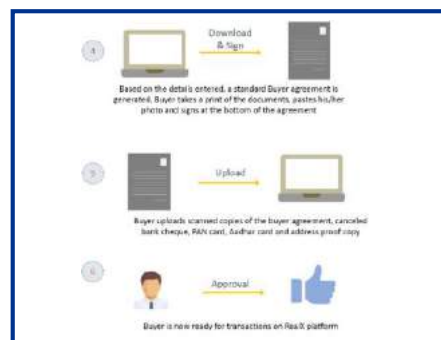 4
Download
& Sign
Based on the details entered, a standard Buyer agreement is
generated. Buyer takes a print of the documents, pastes his/her
photo and signs at the bottom of the agreement
5
Upload
Buyer uploads scanned copies of the buyer agreement, canceled
bank cheque, PAN card, Aadhar card and address proof copy
6
Approval
Buyer is now ready for transactions on RealX platform